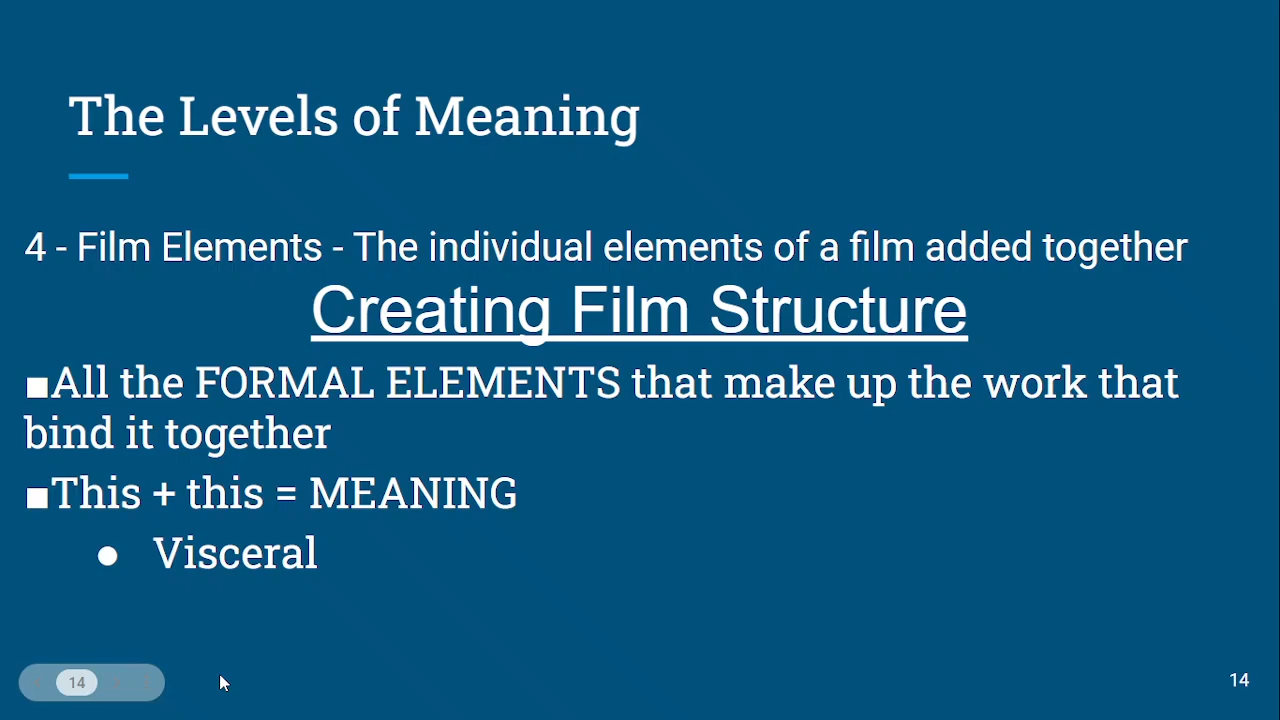 The Levels of Meaning
4 - Film Elements - The individual elements of a film added together
Creating Film Structure
■All the FORMAL ELEMENTS that make up the work that
bind it together
■This + this = MEANING
● Visceral
14
14